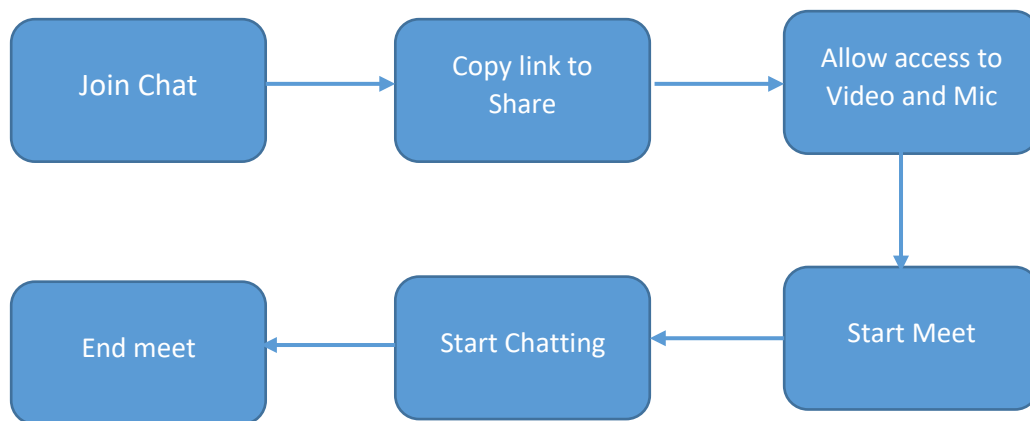 Join Chat
Copy link to
Share
Allow access to
Video and Mic
Start Meet
Start Chatting
End meet